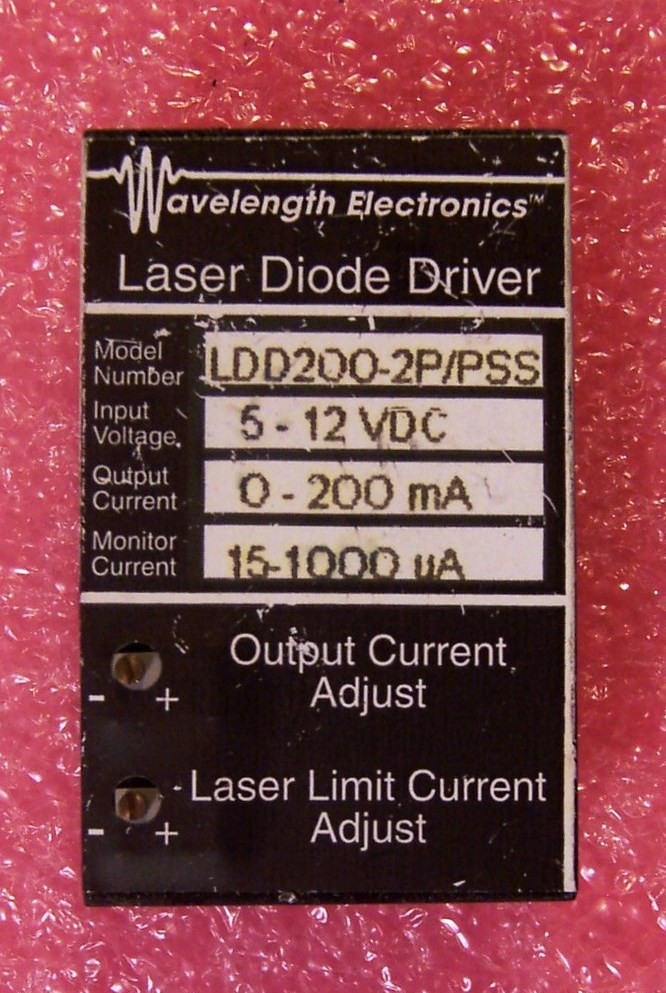 Wavelength Electronics™
Laser Diode Driver
Model
Number
LDD200-2P/PSS
Input
Voltage
5 - 12 VDC
Output
Current
0 - 200 mA
Monitor
Current
15-1000 uA
Output Current
Adjust
- +
Laser Limit Current
Adjust
- +